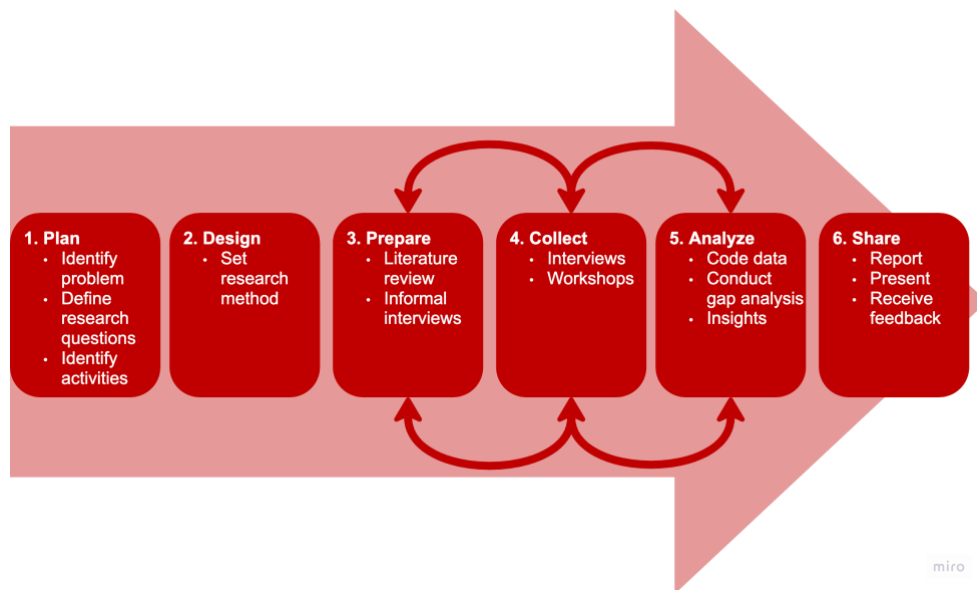 1. Plan
• Identify
problem
• Define
research
questions
• Identify
activities
2. Design
• Set
research
method
3. Prepare
• Literature
review
• Informal
interviews
4. Collect
• Interviews
• Workshops
5. Analyze
• Code data
• Conduct
gap analysis
• Insights
6. Share
• Report
• Present
• Receive
feedback
miro